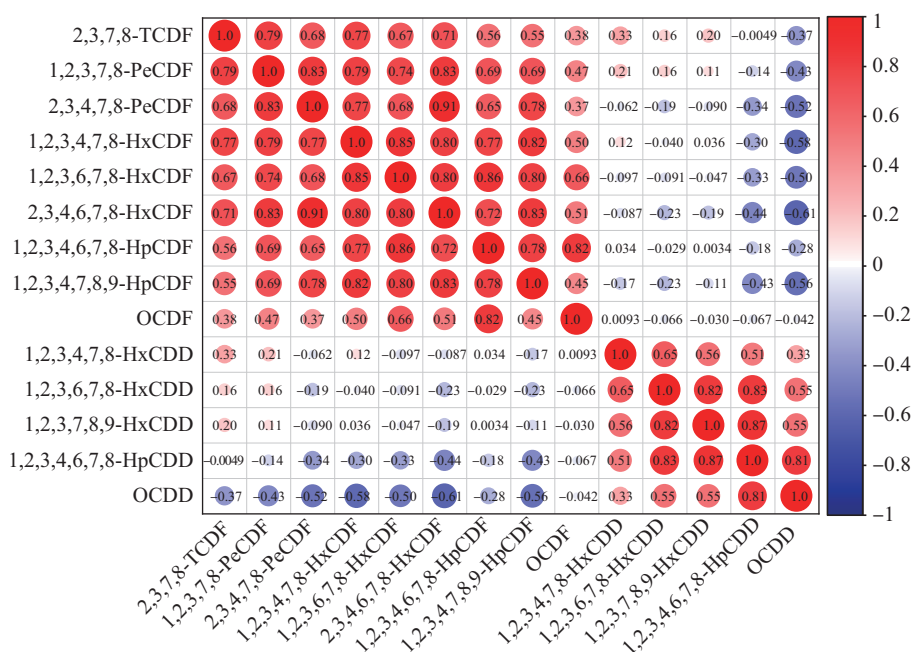 2,3,7,8-TCDF 1.0 0.79 0.68 0.77 0.67 0.71 0.56 0.55 0.38 0.33 0.16 0.20 −0.0049 −0.37
1,2,3,7,8-PeCDF 0.79 1.0 0.83 0.79 0.74 0.83 0.69 0.69 0.47 0.21 0.16 0.11 −0.14 −0.43
2,3,4,7,8-PeCDF 0.68 0.83 1.0 0.77 0.68 0.91 0.65 0.78 0.37 −0.062 −0.19 −0.090 −0.34 −0.52
1,2,3,4,7,8-HxCDF 0.77 0.79 0.77 1.0 0.85 0.80 0.77 0.82 0.50 0.12 −0.040 0.036 −0.30 −0.58
1,2,3,6,7,8-HxCDF 0.67 0.74 0.68 0.85 1.0 0.80 0.86 0.80 0.66 −0.097 −0.091 −0.047 −0.33 −0.50
2,3,4,6,7,8-HxCDF 0.71 0.83 0.91 0.80 0.80 1.0 0.72 0.83 0.51 −0.087 −0.23 −0.19 −0.44 −0.61
1,2,3,4,6,7,8-HpCDF 0.56 0.69 0.65 0.77 0.86 0.72 1.0 0.78 0.82 0.034 −0.029 0.0034 −0.18 −0.28
1,2,3,4,7,8,9-HpCDF 0.55 0.69 0.78 0.82 0.80 0.83 0.78 1.0 0.45 −0.17 −0.23 −0.11 −0.43 −0.56
OCDF 0.38 0.47 0.37 0.50 0.66 0.51 0.82 0.45 1.0 0.0093 −0.066 −0.030 −0.067 −0.042
1,2,3,4,7,8-HxCDD 0.33 0.21 −0.062 0.12 −0.097 −0.087 0.034 −0.17 0.0093 1.0 0.65 0.56 0.51 0.33
1,2,3,6,7,8-HxCDD 0.16 0.16 −0.19 −0.040 −0.091 −0.23 −0.029 −0.23 −0.066 0.65 1.0 0.82 0.83 0.55
1,2,3,7,8,9-HxCDD 0.20 0.11 −0.090 0.036 −0.047 −0.19 0.0034 −0.11 −0.030 0.56 0.82 1.0 0.87 0.55
1,2,3,4,6,7,8-HpCDD −0.0049 −0.14 −0.34 −0.30 −0.33 −0.44 −0.18 −0.43 −0.067 0.51 0.83 0.87 1.0 0.81
OCDD −0.37 −0.43 −0.52 −0.58 −0.50 −0.61 −0.28 −0.56 −0.042 0.33 0.55 0.55 0.81 1.0
2,3,7,8-TCDF
1,2,3,7,8-PeCDF
2,3,4,7,8-PeCDF
1,2,3,4,7,8-HxCDF
1,2,3,6,7,8-HxCDF
2,3,4,6,7,8-HxCDF
1,2,3,4,6,7,8-HpCDF
1,2,3,4,7,8,9-HpCDF
OCDF
1,2,3,4,7,8-HxCDD
1,2,3,6,7,8-HxCDD
1,2,3,7,8,9-HxCDD
1,2,3,4,6,7,8-HpCDD
OCDD
1
0.8
0.6
0.4
0.2
0
−0.2
−0.4
−0.6
−0.8
−1